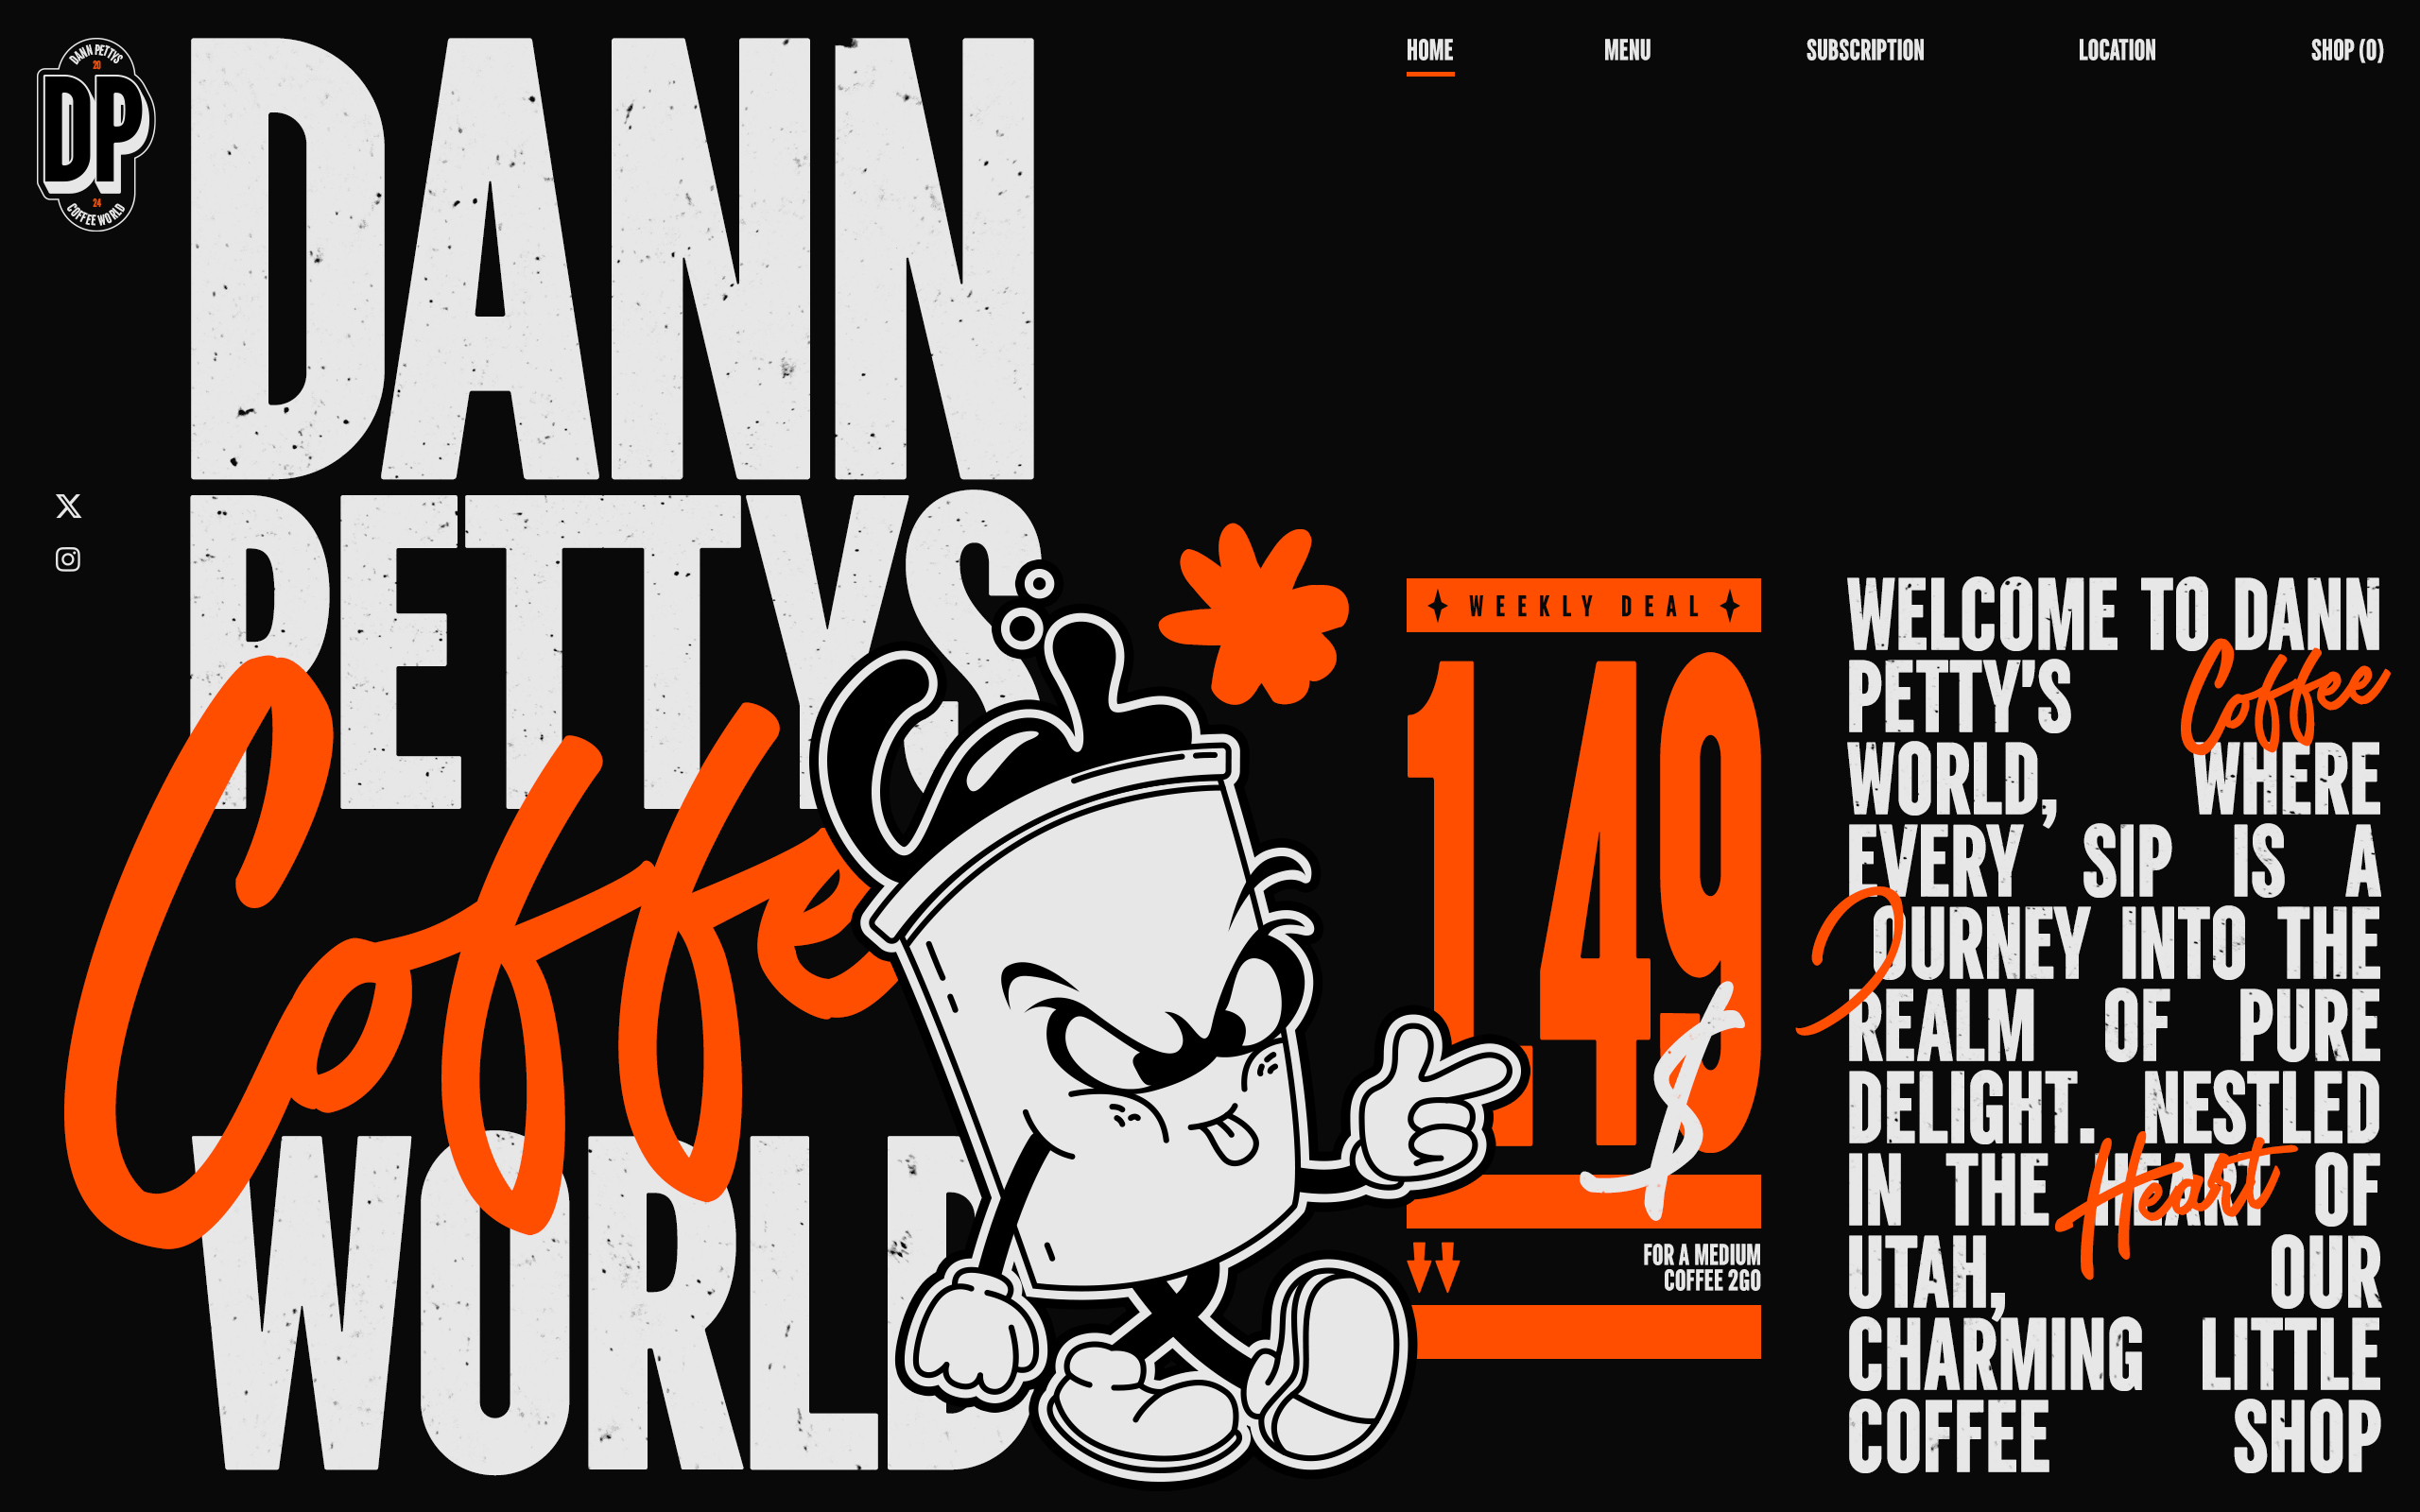 DANN PETTYS
20
DP
24
COFFEE WORLD
HOME
MENU
SUBSCRIPTION
LOCATION
SHOP (0)
DANN
PETTYS
Coffee
WORLD
WEEKLY DEAL
1.49
$
FOR A MEDIUM
COFFEE 2GO
WELCOME TO DANN
PETTY'S Coffee
WORLD, WHERE
EVERY SIP IS A
JOURNEY INTO THE
REALM OF PURE
DELIGHT. NESTLED
IN THE HEART Heart OF
UTAH, OUR
CHARMING LITTLE
COFFEE SHOP